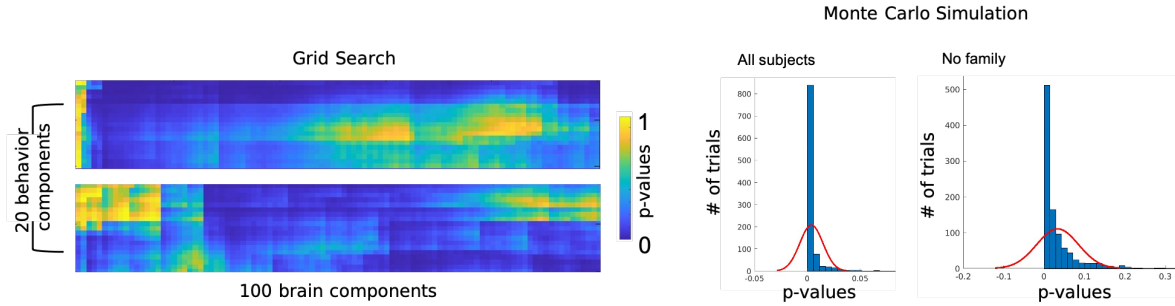 Monte Carlo Simulation
Grid Search
All subjects
No family
20 behavior
components
1
p-values
0
100 brain components
# of trials
800
700
600
500
400
300
200
100
0
-0.05
0
0.05
p-values
# of trials
500
400
300
200
100
0
-0.2
-0.1
0
0.1
0.2
0.3
p-values